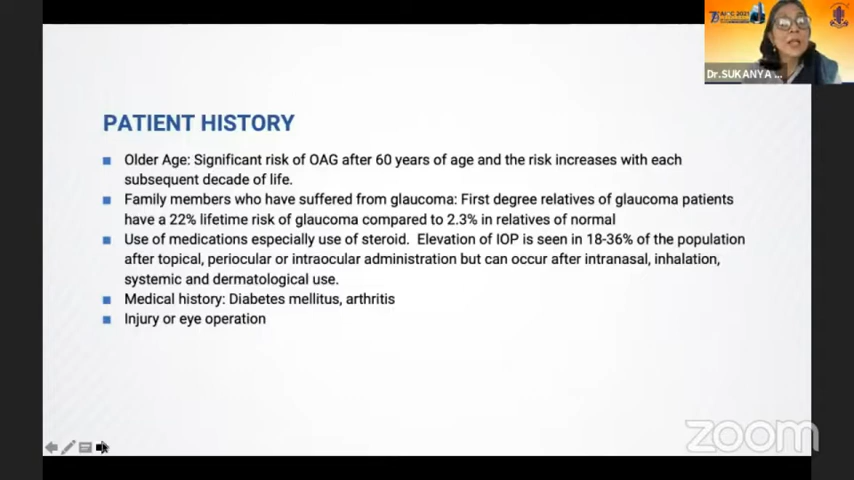 AIOC 2021
Dr.SUKANYA ...
PATIENT HISTORY
Older Age: Significant risk of OAG after 60 years of age and the risk increases with each
subsequent decade of life.
Family members who have suffered from glaucoma: First degree relatives of glaucoma patients
have a 22% lifetime risk of glaucoma compared to 2.3% in relatives of normal
Use of medications especially use of steroid. Elevation of IOP is seen in 18-36% of the population
after topical, periocular or intraocular administration but can occur after intranasal, inhalation,
systemic and dermatological use.
Medical history: Diabetes mellitus, arthritis
Injury or eye operation
zoom